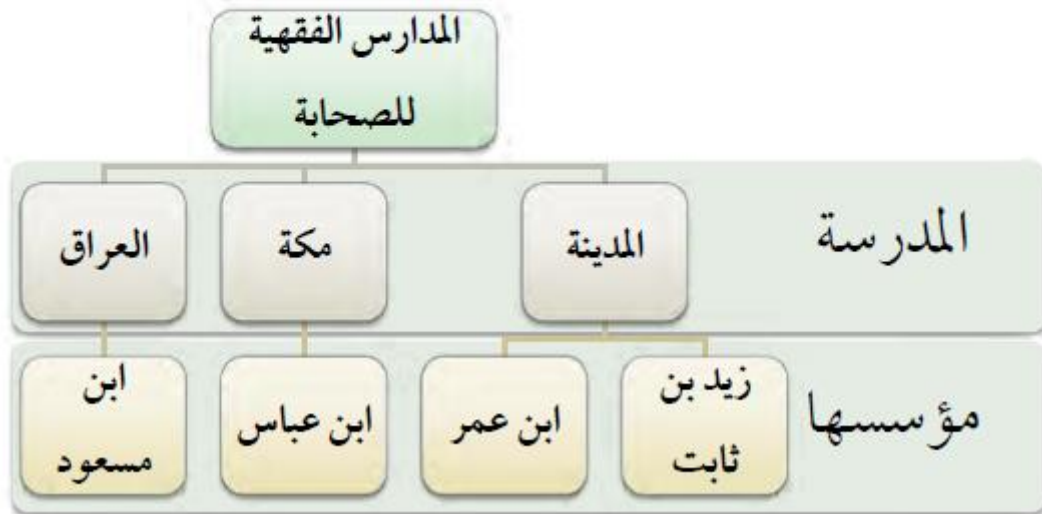 المدارس الفقهية
للصحابة
المدرسة
المدينة
مكة
العراق
مؤسسها
زيد بن
ثابت
ابن عمر
ابن عباس
ابن
مسعود